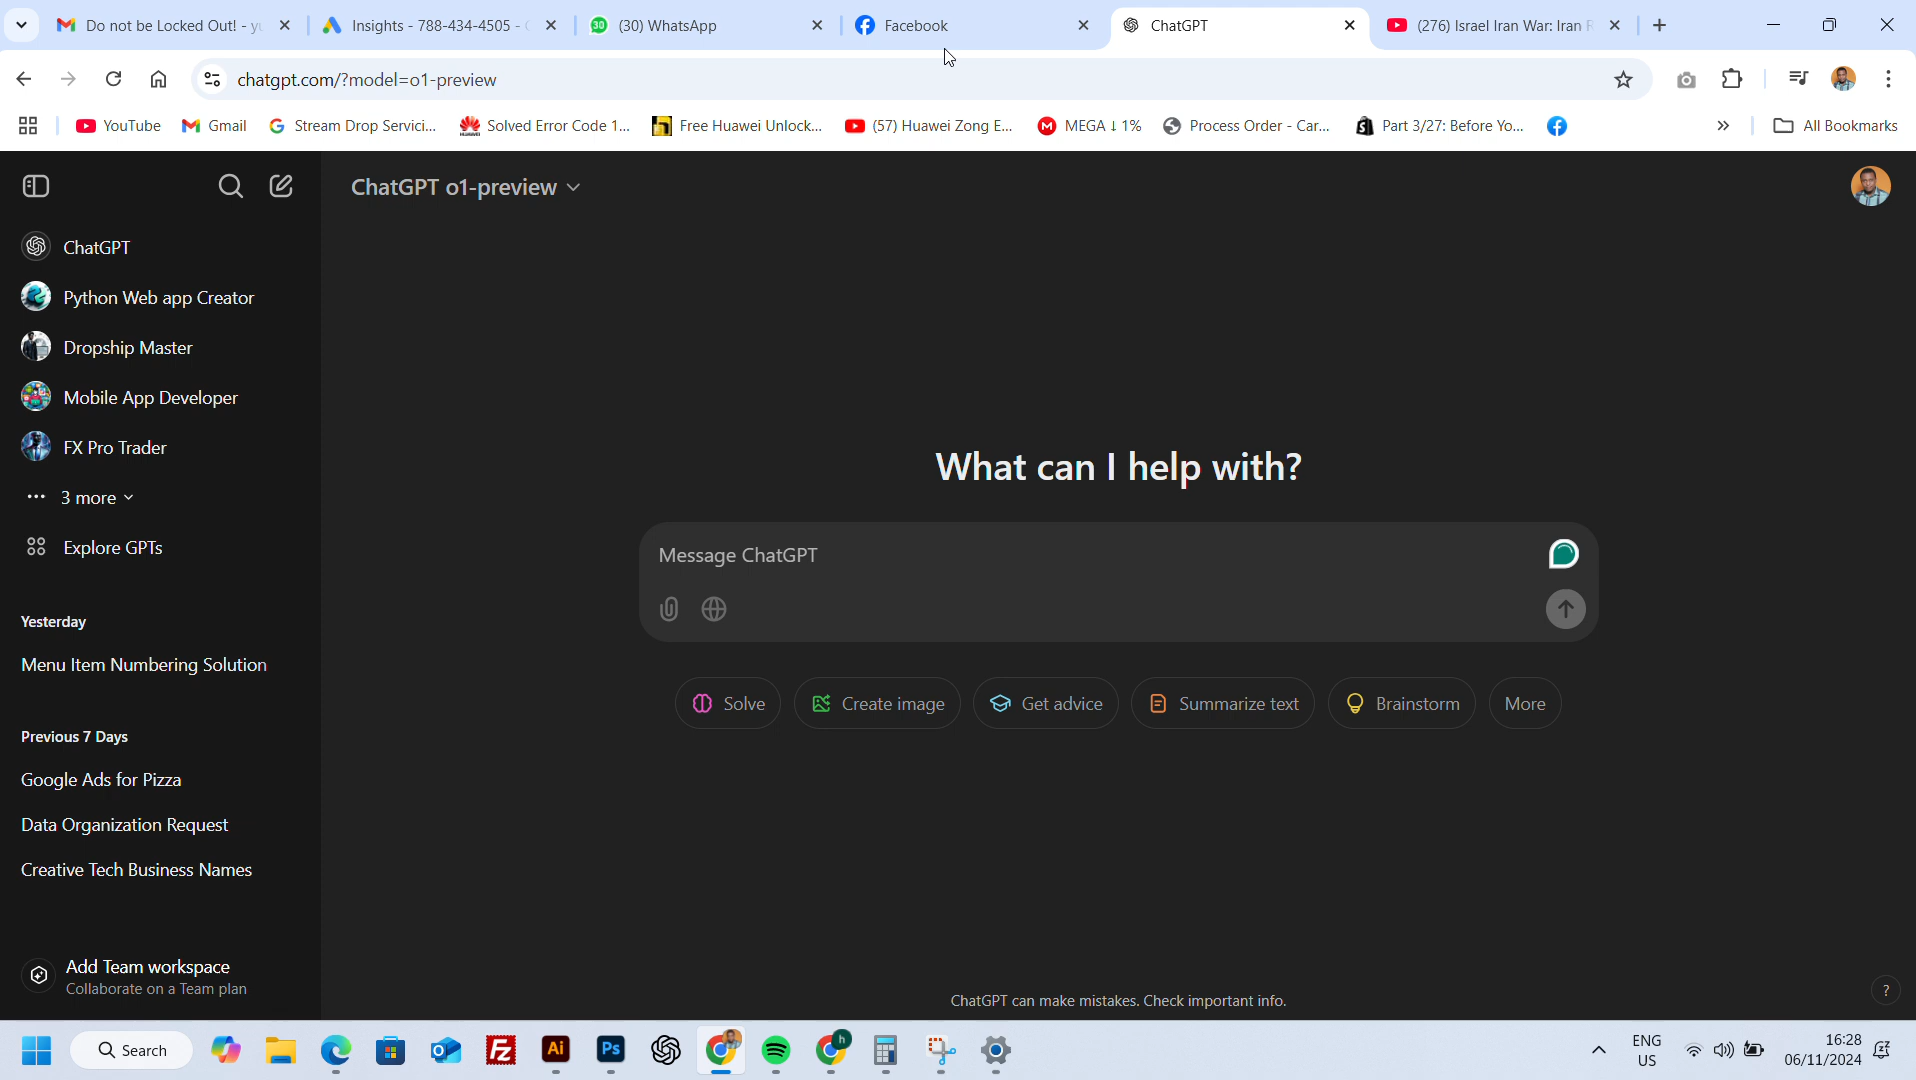 Do not be Locked Out! - yu
Insights - 788-434-4505 -
(30) WhatsApp
Facebook
ChatGPT
(276) Israel Iran War: Iran R
chatgpt.com/?model=o1-preview
YouTube
Gmail
Stream Drop Servici...
Solved Error Code 1...
Free Huawei Unlock...
(57) Huawei Zong E...
MEGA ↓ 1%
Process Order - Car...
Part 3/27: Before Yo...
All Bookmarks
ChatGPT o1-preview
ChatGPT
Python Web app Creator
Dropship Master
Mobile App Developer
FX Pro Trader
3 more
Explore GPTs
Yesterday
Menu Item Numbering Solution
Previous 7 Days
Google Ads for Pizza
Data Organization Request
Creative Tech Business Names
Add Team workspace
Collaborate on a Team plan
What can I help with?
Message ChatGPT
Solve
Create image
Get advice
Summarize text
Brainstorm
More
ChatGPT can make mistakes. Check important info.
?
Search
Fz
Ai
Ps
h
ENG
US
16:28
06/11/2024